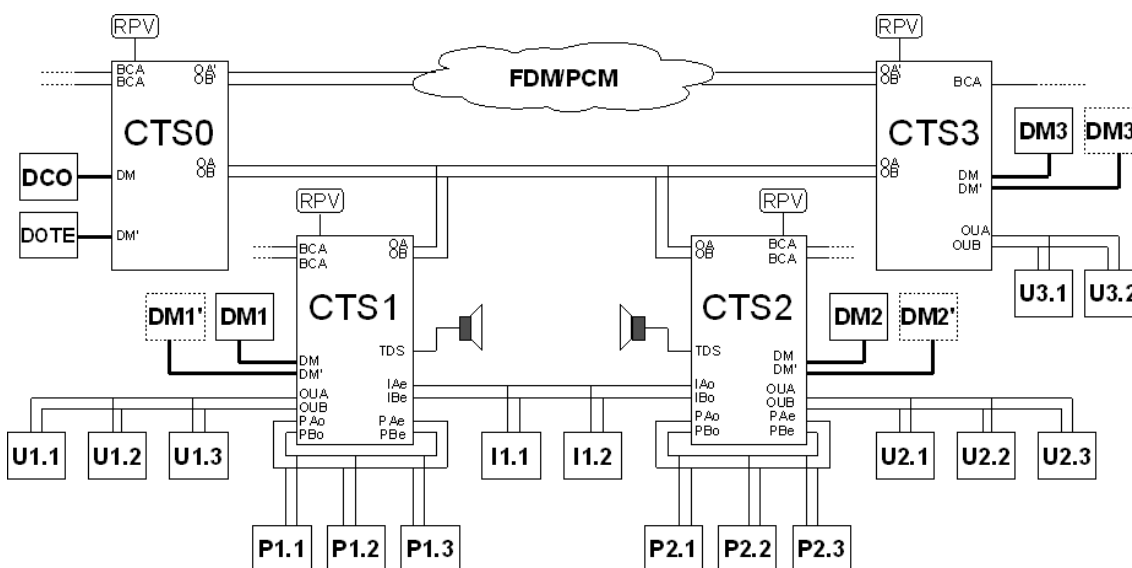 RPV
RPV
BCA
BCA
OA'
OB'
FDM/PCM
OA'
OB'
BCA
CTS0
CTS3
DM3
DM3
DCO
DM
OA
OB
OA
OB
DM
DM'
DOTE
DM'
RPV
RPV
OUA
OUB
BCA
BCA
OA
OB
OA
OB
BCA
BCA
U3.1
U3.2
CTS1
CTS2
DM1'
DM1
DM2
DM2'
TDS
TDS
DM
DM'
DM
DM'
OUA
OUB
IAe
IBe
IAo
IBo
OUA
OUB
PAo
PBo
PAe
PBe
PAo
PBo
PAe
PBe
U1.1
U1.2
U1.3
I1.1
I1.2
U2.1
U2.2
U2.3
P1.1
P1.2
P1.3
P2.1
P2.2
P2.3